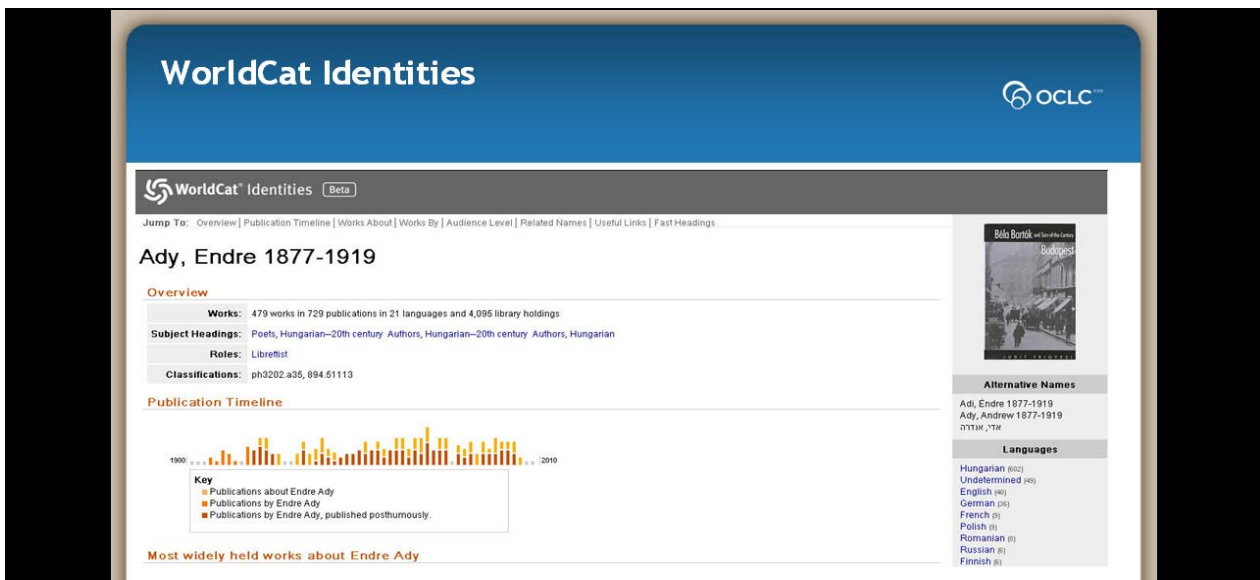 WorldCat Identities
OCLC
WorldCat® Identities Beta
Jump To: Overview | Publication Timeline | Works About | Works By | Audience Level | Related Names | Useful Links | Fast Headings
Ady, Endre 1877-1919
Overview
Works: 479 works in 729 publications in 21 languages and 4,095 library holdings
Subject Headings: Poets, Hungarian--20th century Authors, Hungarian--20th century Authors, Hungarian
Roles: Librettist
Classifications: ph3202.a35, 894.51113
Publication Timeline
1900 2010
Key
Publications about Endre Ady
Publications by Endre Ady
Publications by Endre Ady, published posthumously.
Most widely held works about Endre Ady
Béla Bartók and Turn-of-the-Century
Budapest
Alternative Names
Adi, Ėndre 1877-1919
Ady, Andrew 1877-1919
אדי, אנדרה
Languages
Hungarian (602)
Undetermined (49)
English (40)
German (36)
French (9)
Polish (9)
Romanian (8)
Russian (6)
Finnish (6)